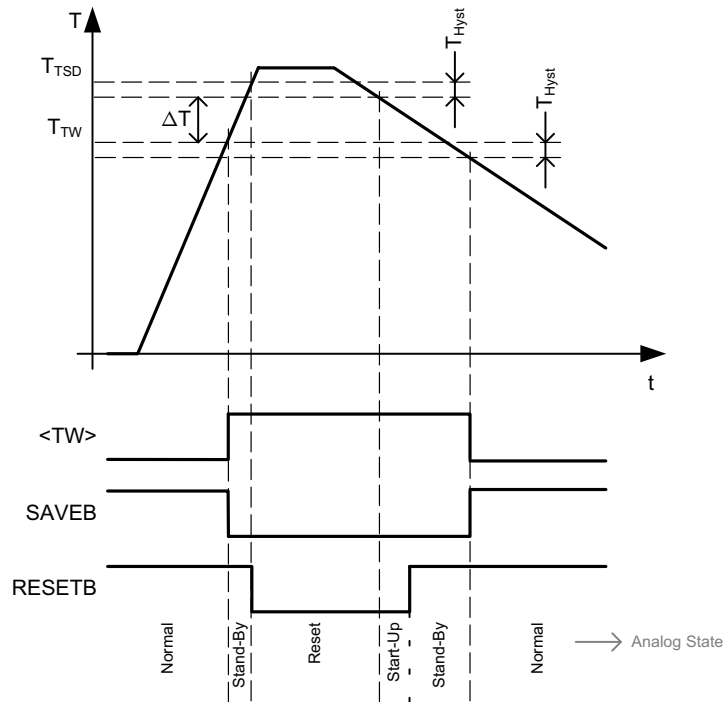 T
T_TSD
T_Hyst
T_Hyst
ΔT
T_TW
t
<TW>
SAVEB
RESETB
Normal
Stand-By
Reset
Start-Up
Stand-By
Normal
Analog State